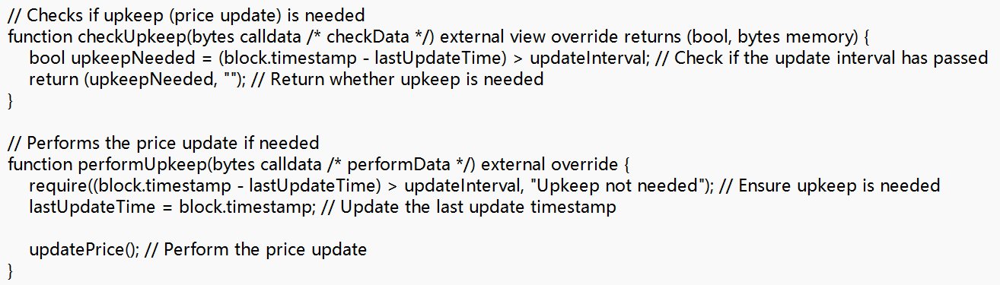 // Checks if upkeep (price update) is needed
function checkUpkeep(bytes calldata /* checkData */) external view override returns (bool, bytes memory) {
bool upkeepNeeded = (block.timestamp - lastUpdateTime) > updateInterval; // Check if the update interval has passed
return (upkeepNeeded, ""); // Return whether upkeep is needed
}
// Performs the price update if needed
function performUpkeep(bytes calldata /* performData */) external override {
require((block.timestamp - lastUpdateTime) > updateInterval, "Upkeep not needed"); // Ensure upkeep is needed
lastUpdateTime = block.timestamp; // Update the last update timestamp
updatePrice(); // Perform the price update
}